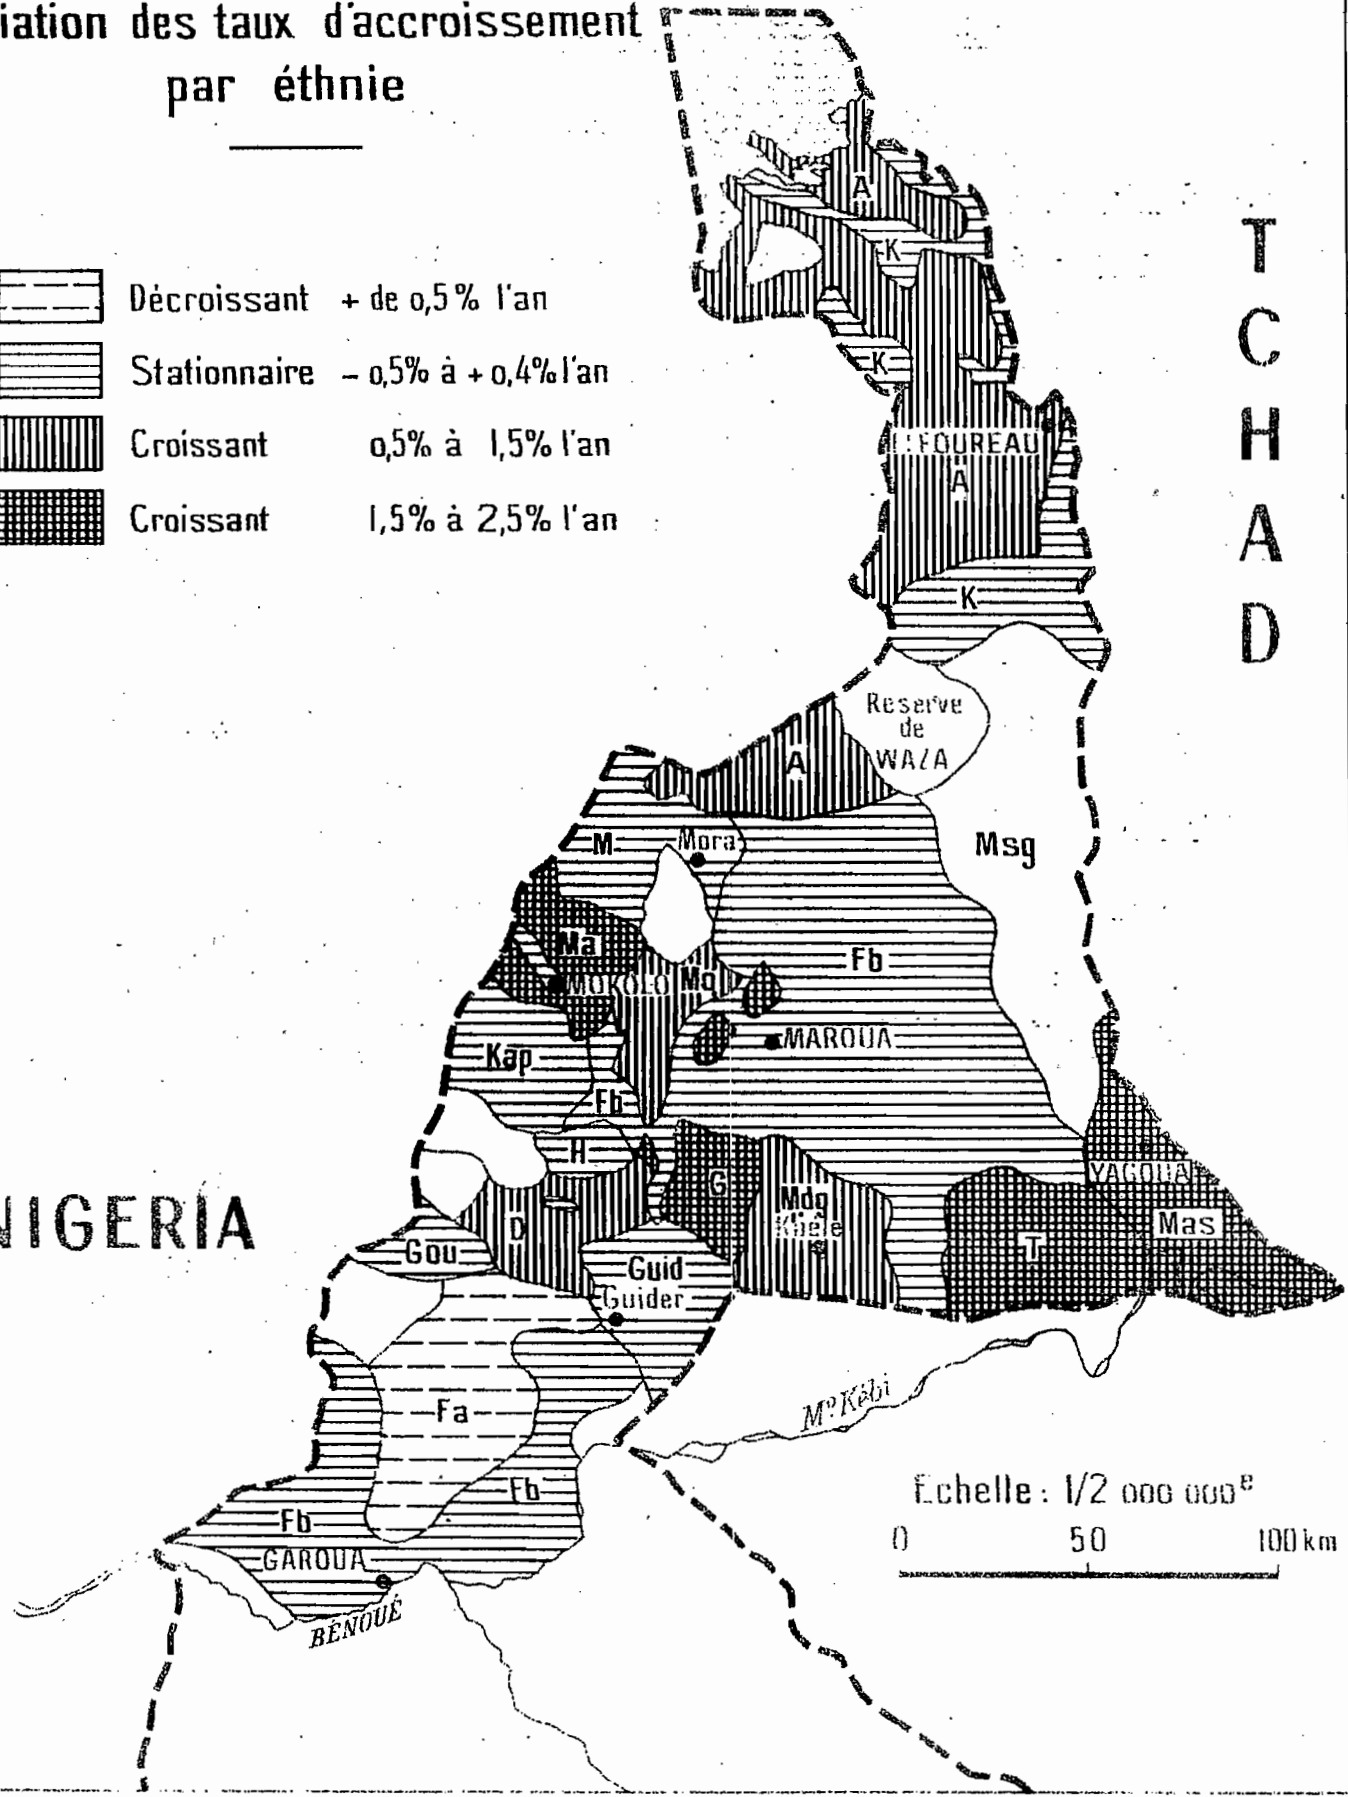 iation des taux d'accroissement
par éthnie
Décroissant + de 0,5% l'an
Stationnaire - 0,5% à + 0,4% l'an
Croissant 0,5% à 1,5% l'an
Croissant 1,5% à 2,5% l'an
TCHAD
A
K
K
FOUREAU
A
K
Reserve
de
WAZA
A
M
Mora
Msg
Ma
Fb
MOKOLO
Mo
MAROUA
Kap
Fb
H
YAGOUA
G
Mdg
Khéle
Mas
NIGERIA
D
T
Gou
Guid
Guider
Mº Kébi
Fa
Fb
Fb
GAROUA
BÉNOUÉ
Echelle : 1/2 000 000e
0 50 100 km